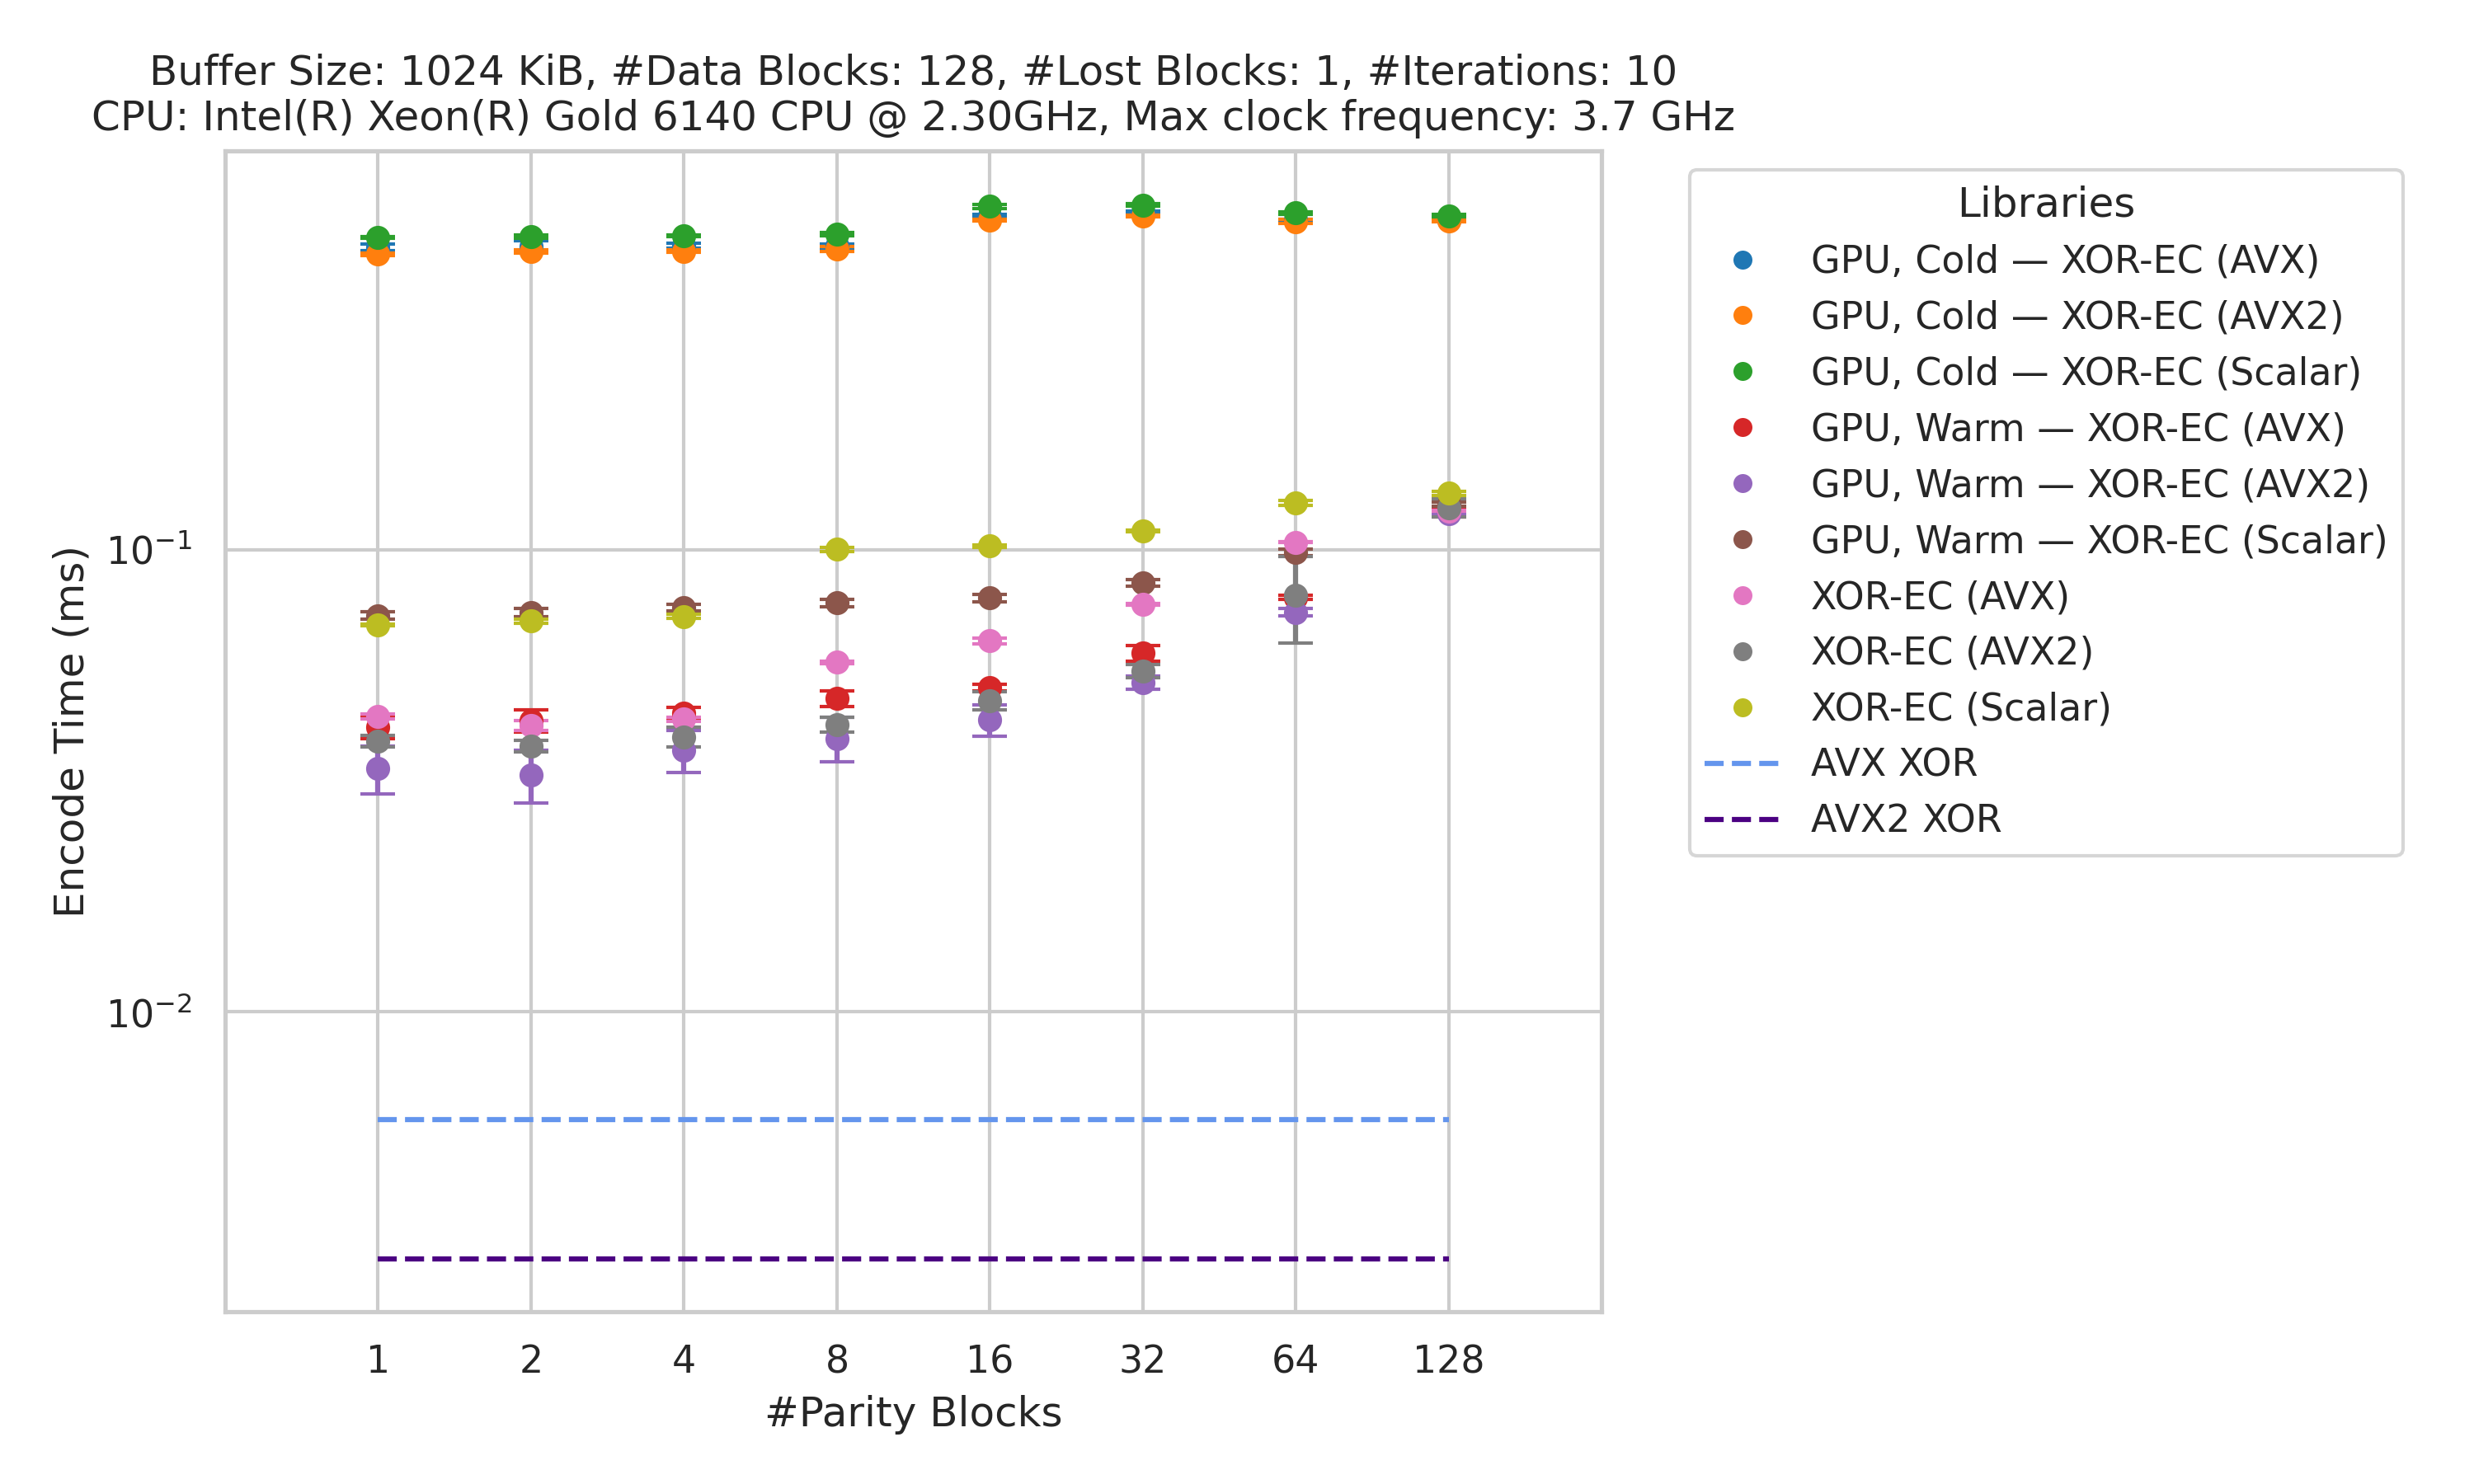 Buffer Size: 1024 KiB, #Data Blocks: 128, #Lost Blocks: 1, #Iterations: 10
CPU: Intel(R) Xeon(R) Gold 6140 CPU @ 2.30GHz, Max clock frequency: 3.7 GHz
Encode Time (ms)
10⁻¹
10⁻²
1 2 4 8 16 32 64 128
#Parity Blocks
Libraries
GPU, Cold — XOR-EC (AVX)
GPU, Cold — XOR-EC (AVX2)
GPU, Cold — XOR-EC (Scalar)
GPU, Warm — XOR-EC (AVX)
GPU, Warm — XOR-EC (AVX2)
GPU, Warm — XOR-EC (Scalar)
XOR-EC (AVX)
XOR-EC (AVX2)
XOR-EC (Scalar)
AVX XOR
AVX2 XOR